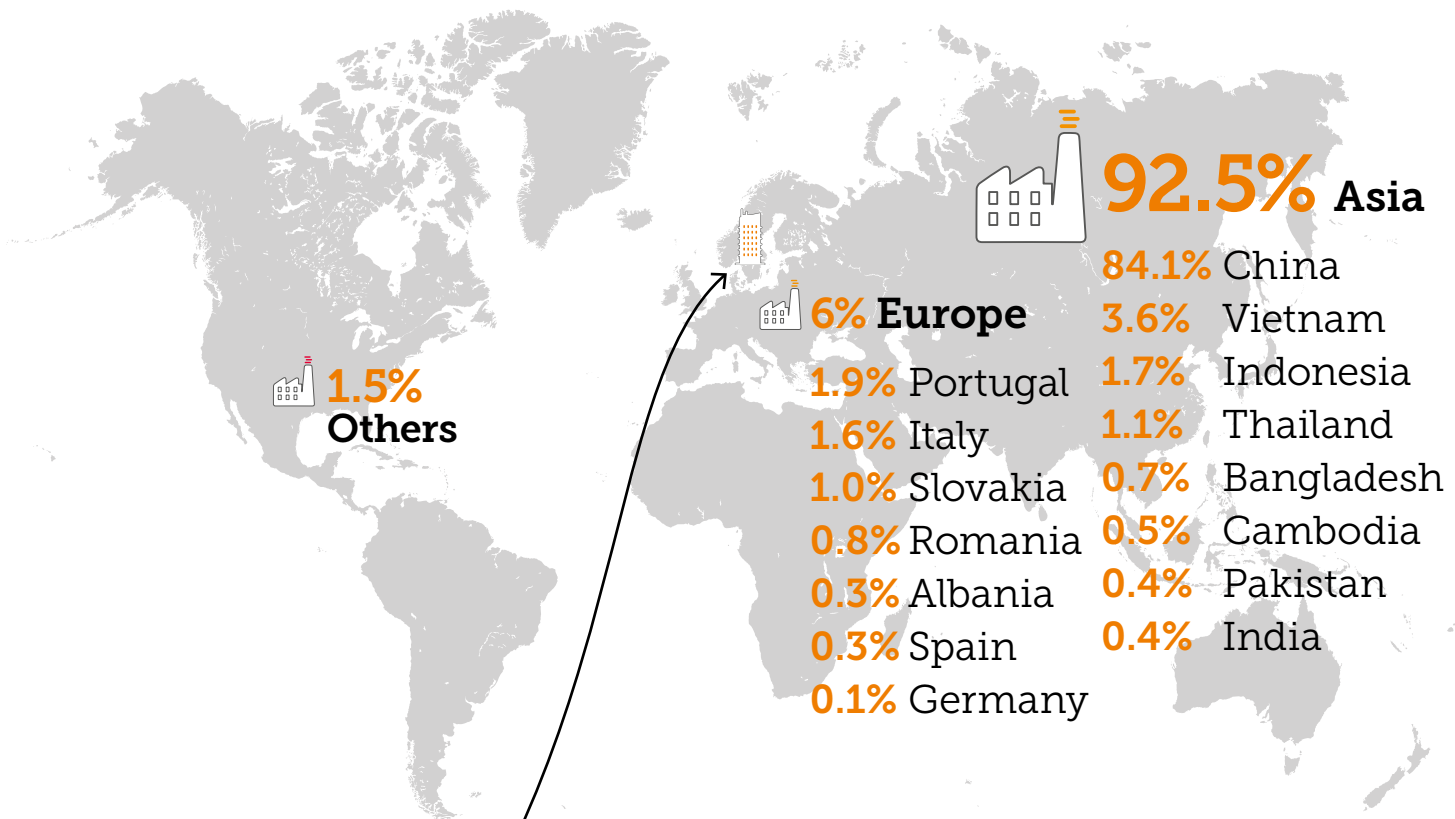 92.5% Asia
84.1% China
3.6% Vietnam
1.7% Indonesia
1.1% Thailand
0.7% Bangladesh
0.5% Cambodia
0.4% Pakistan
0.4% India
6% Europe
1.9% Portugal
1.6% Italy
1.0% Slovakia
0.8% Romania
0.3% Albania
0.3% Spain
0.1% Germany
1.5%
Others